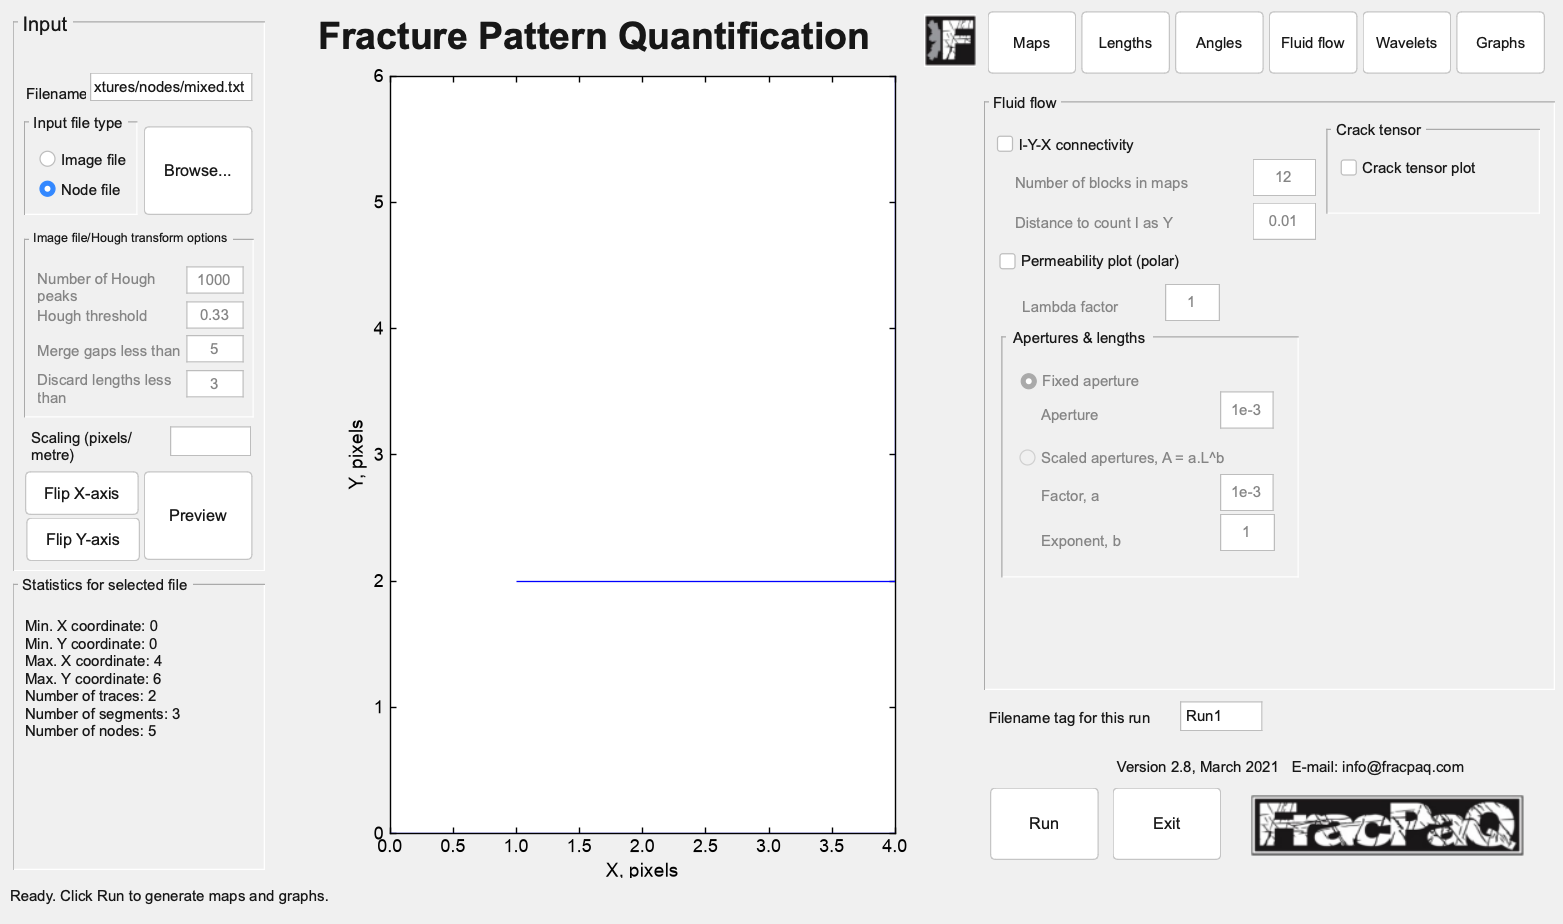 Input
Filename
xtures/nodes/mixed.txt
Input file type
Image file
Node file
Browse...
Image file/Hough transform options
Number of Hough
peaks
1000
Hough threshold
0.33
Merge gaps less than
5
Discard lengths less
than
3
Scaling (pixels/
metre)
Flip X-axis
Flip Y-axis
Preview
Statistics for selected file
Min. X coordinate: 0
Min. Y coordinate: 0
Max. X coordinate: 4
Max. Y coordinate: 6
Number of traces: 2
Number of segments: 3
Number of nodes: 5
Ready. Click Run to generate maps and graphs.
Fracture Pattern Quantification
6
5
4
3
2
1
0
Y, pixels
0.0 0.5 1.0 1.5 2.0 2.5 3.0 3.5 4.0
X, pixels
F
Maps
Lengths
Angles
Fluid flow
Wavelets
Graphs
Fluid flow
I-Y-X connectivity
Number of blocks in maps
12
Distance to count I as Y
0.01
Permeability plot (polar)
Lambda factor
1
Apertures & lengths
Fixed aperture
Aperture
1e-3
Scaled apertures, A = a.L^b
Factor, a
1e-3
Exponent, b
1
Crack tensor
Crack tensor plot
Filename tag for this run
Run1
Version 2.8, March 2021 E-mail: info@fracpaq.com
Run
Exit
FracPaQ